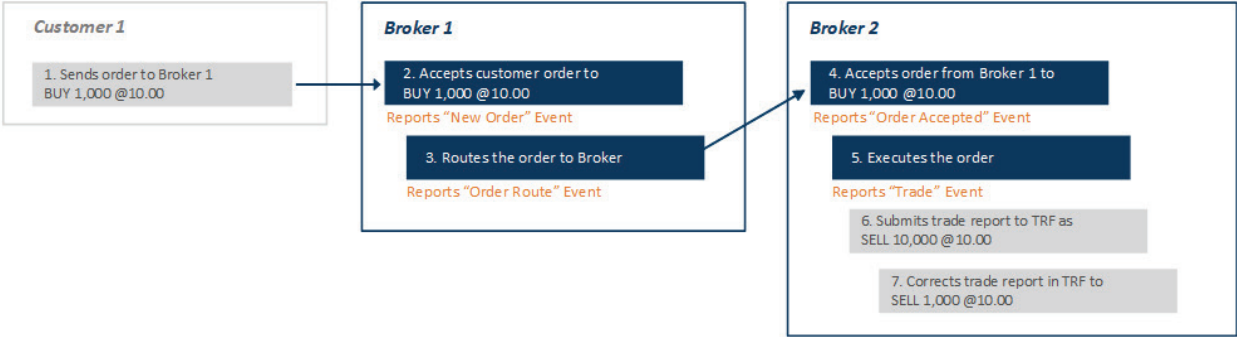 Customer 1
1. Sends order to Broker 1
BUY 1,000 @10.00
Broker 1
2. Accepts customer order to
BUY 1,000 @10.00
Reports “New Order” Event
3. Routes the order to Broker
Reports “Order Route” Event
Broker 2
4. Accepts order from Broker 1 to
BUY 1,000 @10.00
Reports “Order Accepted” Event
5. Executes the order
Reports “Trade” Event
6. Submits trade report to TRF as
SELL 10,000 @10.00
7. Corrects trade report in TRF to
SELL 1,000 @10.00